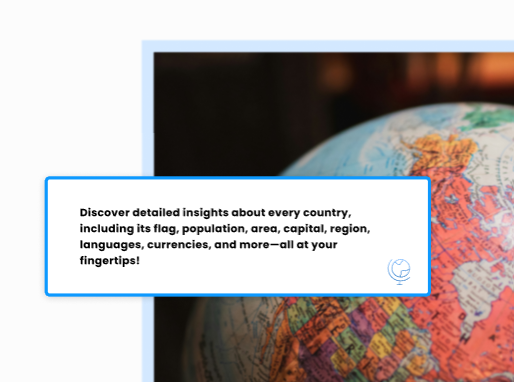 Discover detailed insights about every country,
including its flag, population, area, capital, region,
languages, currencies, and more—all at your
fingertips!